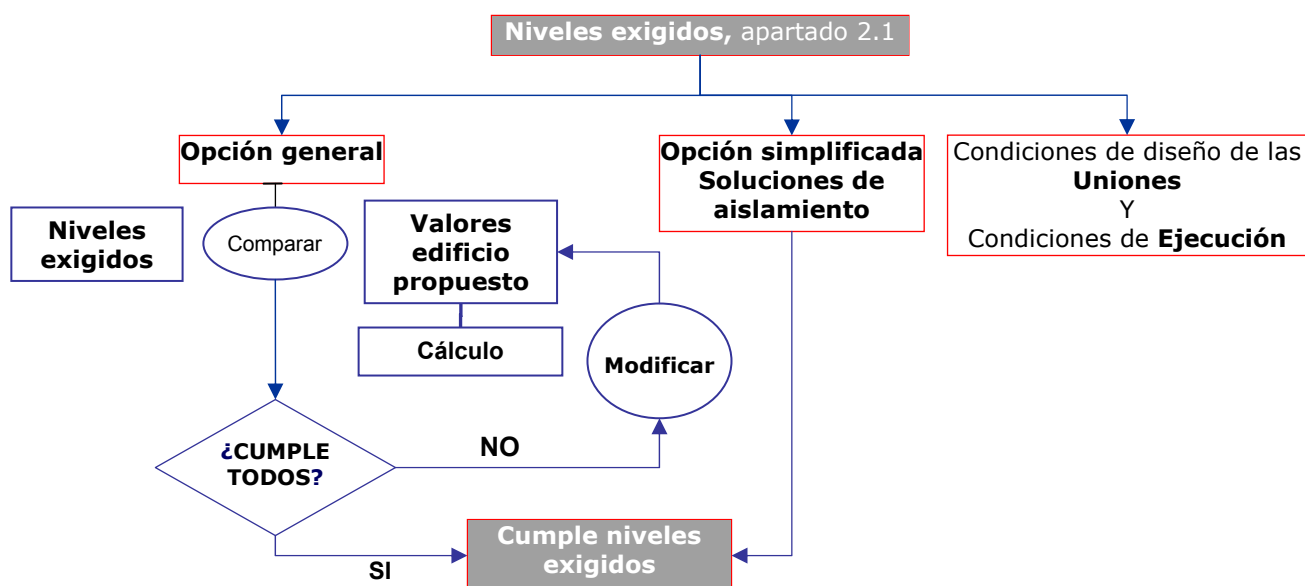 Niveles exigidos, apartado 2.1
Opción general
Opción simplificada
Soluciones de
aislamiento
Condiciones de diseño de las
Uniones
Y
Condiciones de Ejecución
Niveles
exigidos
Comparar
Valores
edificio
propuesto
Cálculo
Modificar
¿CUMPLE
TODOS?
NO
SI
Cumple niveles
exigidos